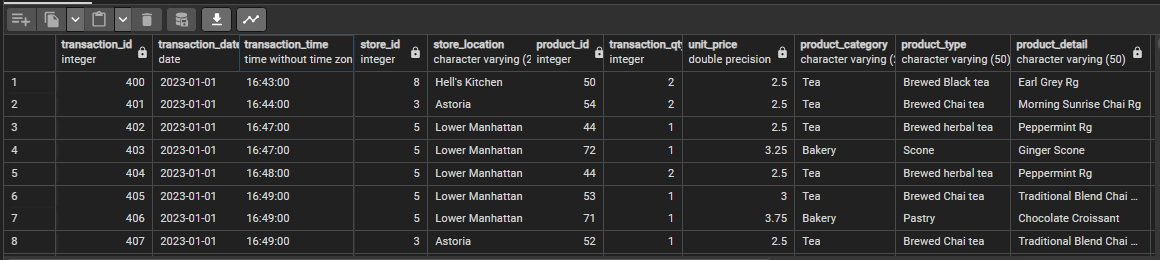 transcription_id transaction_date transaction_time store_id store_location product_id transaction_qty unit_price product_category product_type product_detail
integer date time without time zon integer character varying (2 integer integer double precision character varying (2 character varying (50) character varying (50)
1 400 2023-01-01 16:43:00 8 Hell's Kitchen 50 2 2.5 Tea Brewed Black tea Earl Grey Rg
2 401 2023-01-01 16:44:00 3 Astoria 54 2 2.5 Tea Brewed Chai tea Morning Sunrise Chai Rg
3 402 2023-01-01 16:47:00 5 Lower Manhattan 44 1 2.5 Tea Brewed herbal tea Peppermint Rg
4 403 2023-01-01 16:47:00 5 Lower Manhattan 72 1 3.25 Bakery Scone Ginger Scone
5 404 2023-01-01 16:48:00 5 Lower Manhattan 44 2 2.5 Tea Brewed herbal tea Peppermint Rg
6 405 2023-01-01 16:49:00 5 Lower Manhattan 53 1 3 Tea Brewed Chai tea Traditional Blend Chai ...
7 406 2023-01-01 16:49:00 5 Lower Manhattan 71 1 3.75 Bakery Pastry Chocolate Croissant
8 407 2023-01-01 16:49:00 3 Astoria 52 1 2.5 Tea Brewed Chai tea Traditional Blend Chai ...